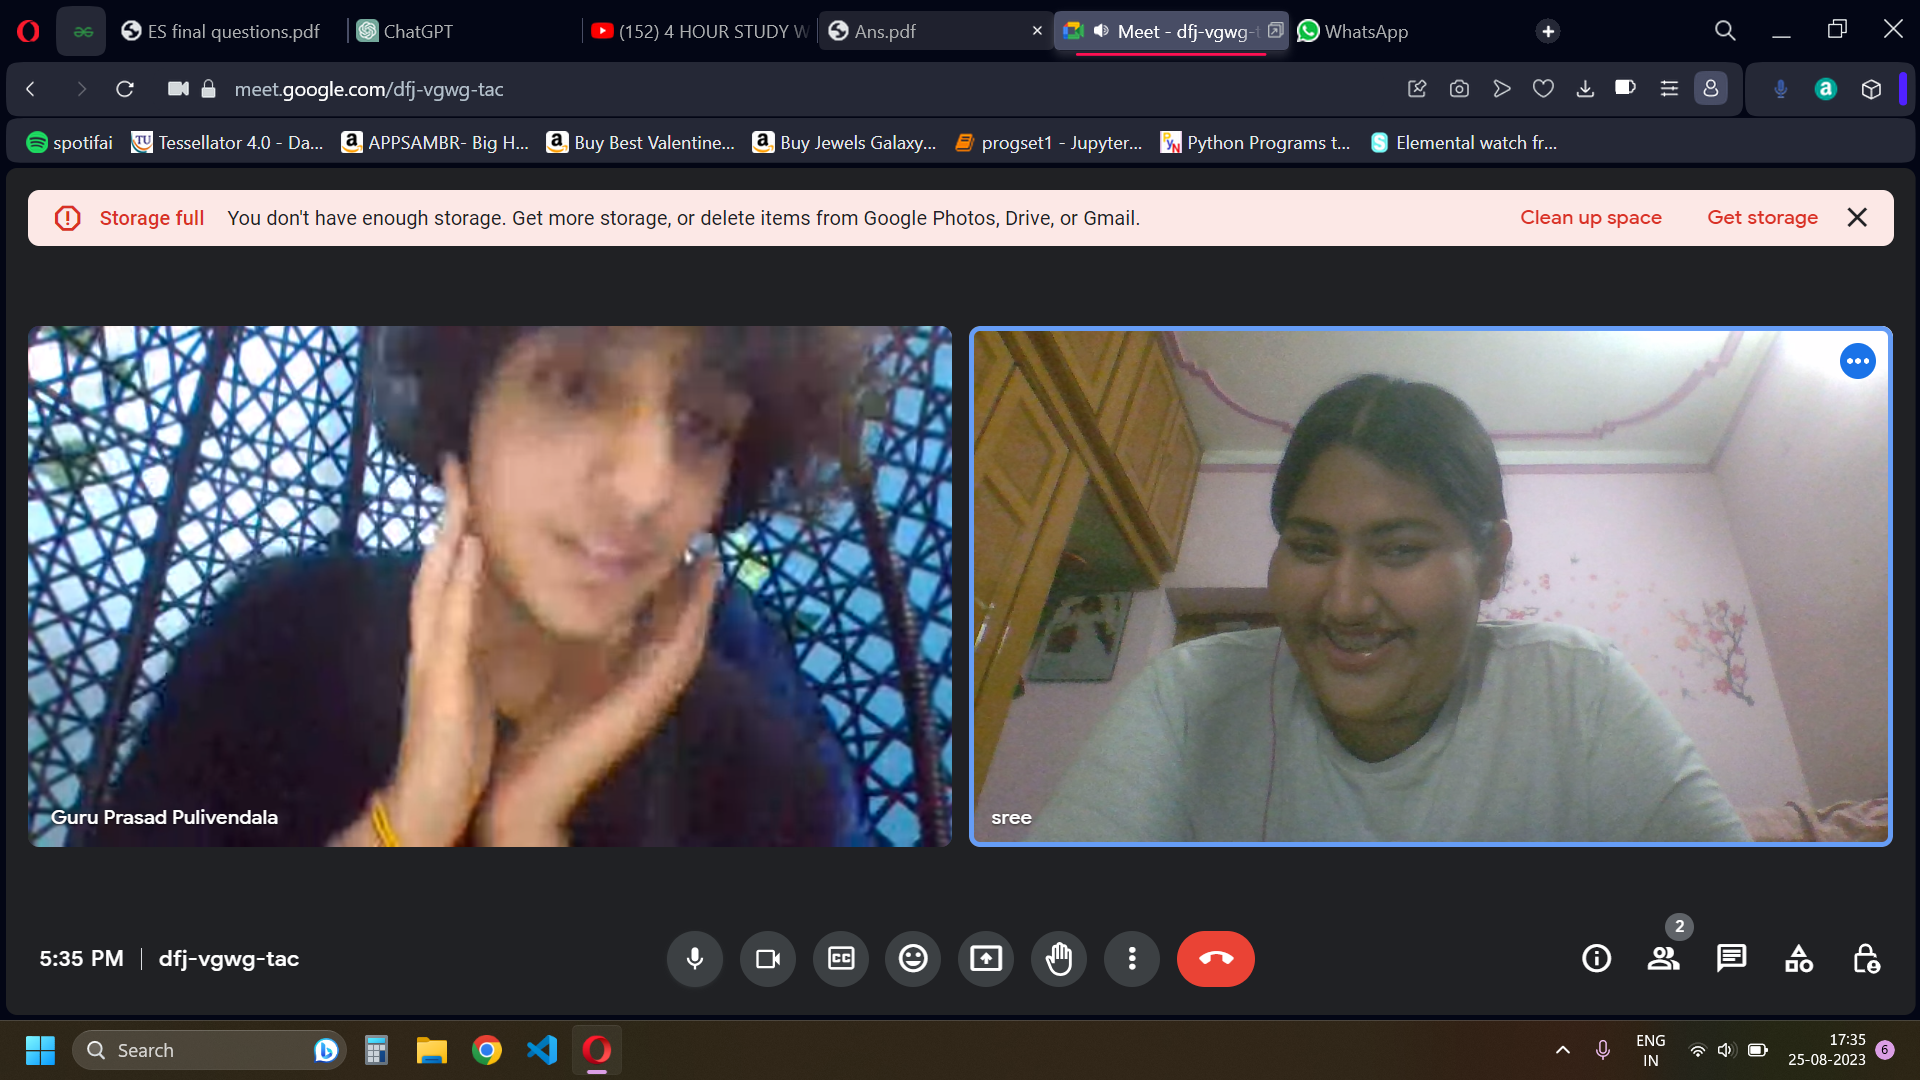 ES final questions.pdf
ChatGPT
(152) 4 HOUR STUDY W
Ans.pdf
Meet - dfj-vgwg-t
WhatsApp
meet.google.com/dfj-vgwg-tac
spotifai
Tessellator 4.0 - Da...
APPSAMBR- Big H...
Buy Best Valentine...
Buy Jewels Galaxy...
progset1 - Jupyter...
Python Programs t...
Elemental watch fr...
Storage full You don't have enough storage. Get more storage, or delete items from Google Photos, Drive, or Gmail. Clean up space Get storage
Guru Prasad Pulivendala
sree
5:35 PM | dfj-vgwg-tac
CC
2
Search
ENG
IN
17:35
25-08-2023
6